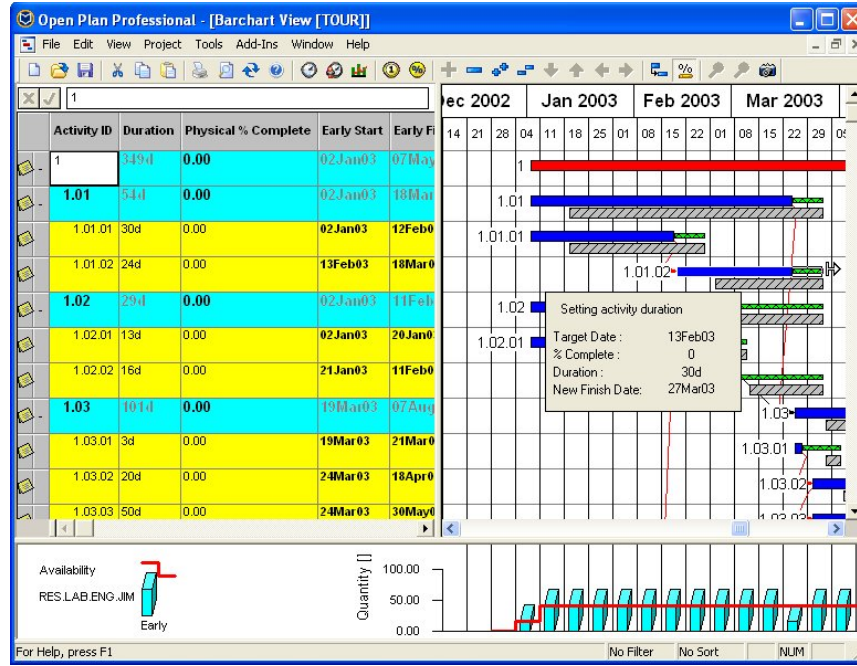 Open Plan Professional - [Barchart View [TOUR]]
File Edit View Project Tools Add-Ins Window Help
1
Dec 2002 Jan 2003 Feb 2003 Mar 2003
Activity ID Duration Physical % Complete Early Start Early Fi
14 21 28 04 11 18 25 01 08 15 22 01 08 15 22 29 05
1 349d 0.00 02Jan03 07May
1
1.01 54d 0.00 02Jan03 18Mar
1.01
1.01.01 30d 0.00 02Jan03 12Feb0
1.01.01
1.01.02 24d 0.00 13Feb03 18Mar0
1.01.02
1.02 29d 0.00 02Jan03 11Feb
1.02
1.02.01 13d 0.00 02Jan03 20Jan0
1.02.01
1.02.02 16d 0.00 21Jan03 11Feb0
Setting activity duration
Target Date : 13Feb03
% Complete : 0
Duration : 30d
New Finish Date: 27Mar03
1.03 101d 0.00 19Mar03 07Aug
1.03
1.03.01 3d 0.00 19Mar03 21Mar0
1.03.01
1.03.02 20d 0.00 24Mar03 18Apr0
1.03.02
1.03.03 50d 0.00 24Mar03 30May0
1.03.03
Availability
RES.LAB.ENG.JIM
Early
Quantity []
100.00
50.00
0.00
For Help, press F1 No Filter No Sort NUM